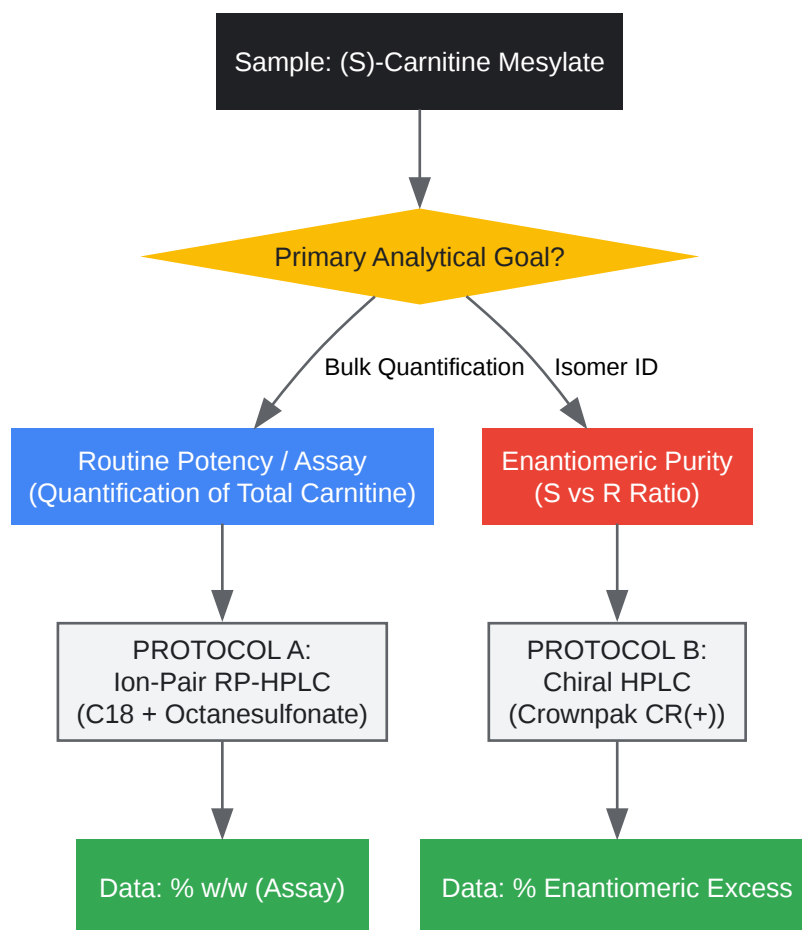 Sample: (S)-Carnitine Mesylate
Primary Analytical Goal?
Bulk Quantification
Isomer ID
Routine Potency / Assay
(Quantification of Total Carnitine)
Enantiomeric Purity
(S vs R Ratio)
PROTOCOL A:
Ion-Pair RP-HPLC
(C18 + Octanesulfonate)
PROTOCOL B:
Chiral HPLC
(Crownpak CR(+))
Data: % w/w (Assay)
Data: % Enantiomeric Excess